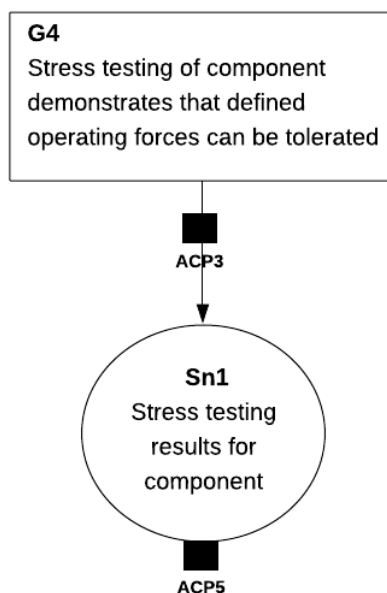 G4
Stress testing of component
demonstrates that defined
operating forces can be tolerated
ACP3
Sn1
Stress testing
results for
component
ACP5